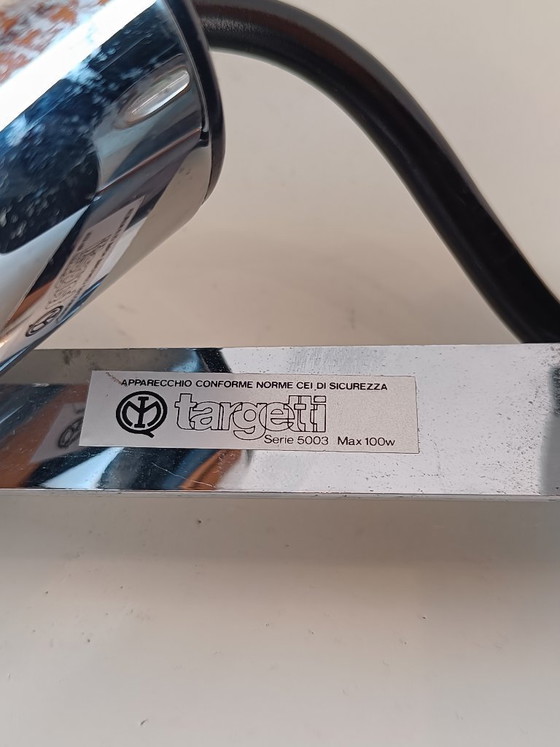 APPARECCHIO CONFORME NORME CEI DI SICUREZZA
targetti
Serie 5003 Max 100w